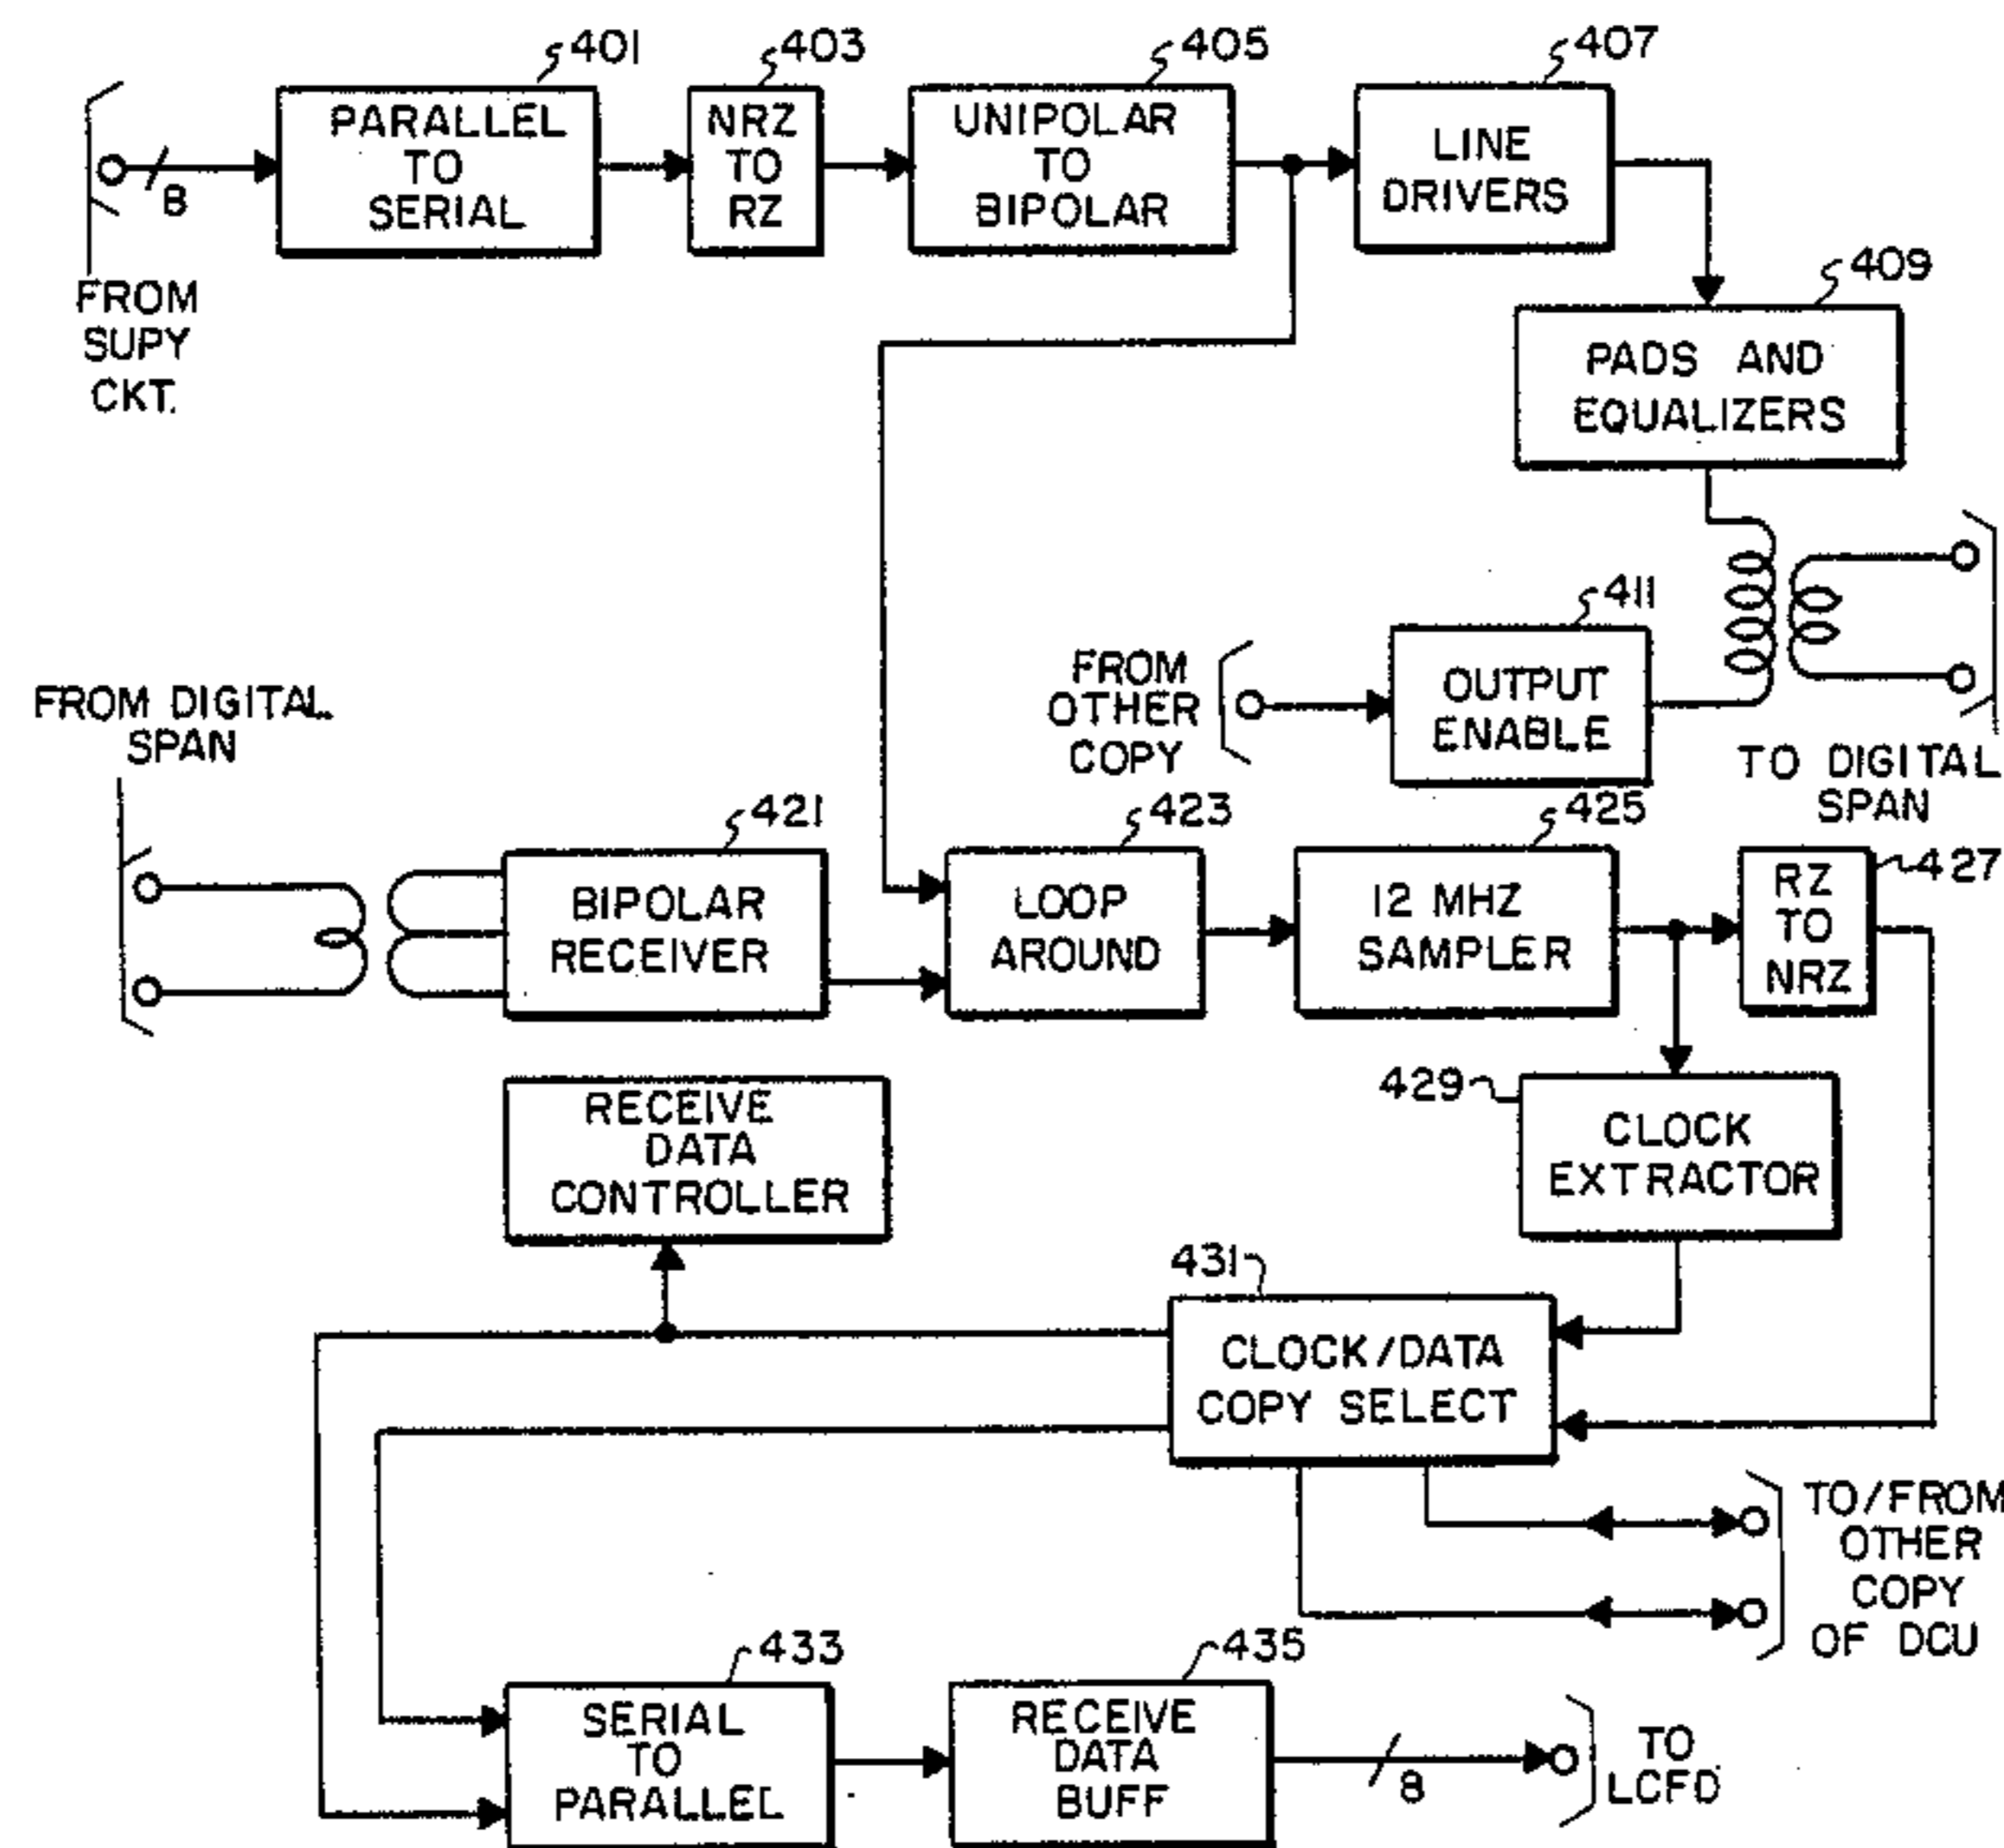 401
403
405
407
PARALLEL
TO
SERIAL
NRZ
TO
RZ
UNIPOLAR
TO
BIPOLAR
LINE
DRIVERS
8
FROM
SUPY
CKT.
409
PADS AND
EQUALIZERS
411
FROM
OTHER
COPY
OUTPUT
ENABLE
TO DIGITAL
SPAN
FROM DIGITAL
SPAN
421
423
425
427
BIPOLAR
RECEIVER
LOOP
AROUND
12 MHZ
SAMPLER
RZ
TO
NRZ
RECEIVE
DATA
CONTROLLER
429
CLOCK
EXTRACTOR
431
CLOCK/DATA
COPY SELECT
TO/FROM
OTHER
COPY
OF DCU
433
435
SERIAL
TO
PARALLEL
RECEIVE
DATA
BUFF
8
TO
LCFD